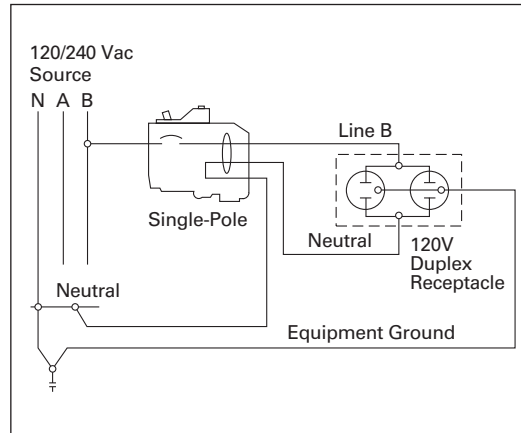 120/240 Vac
Source
N A B
Line B
Single-Pole
Neutral
120V
Duplex
Receptacle
Neutral
Equipment Ground